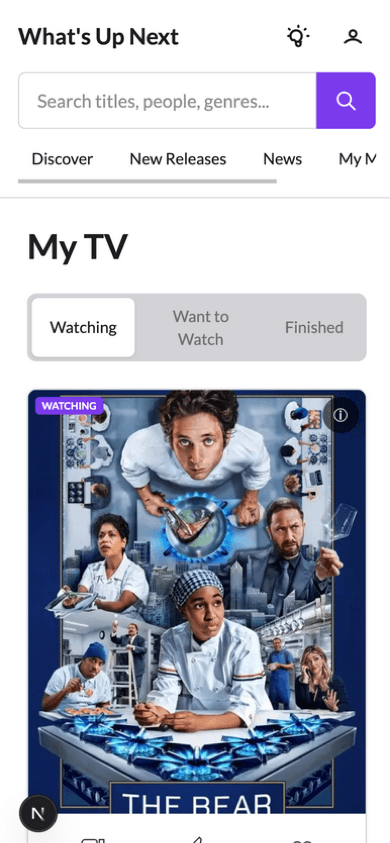 What's Up Next
Search titles, people, genres...
Discover New Releases News My M
My TV
Watching
Want to
Watch
Finished
WATCHING
THE BEAR
N